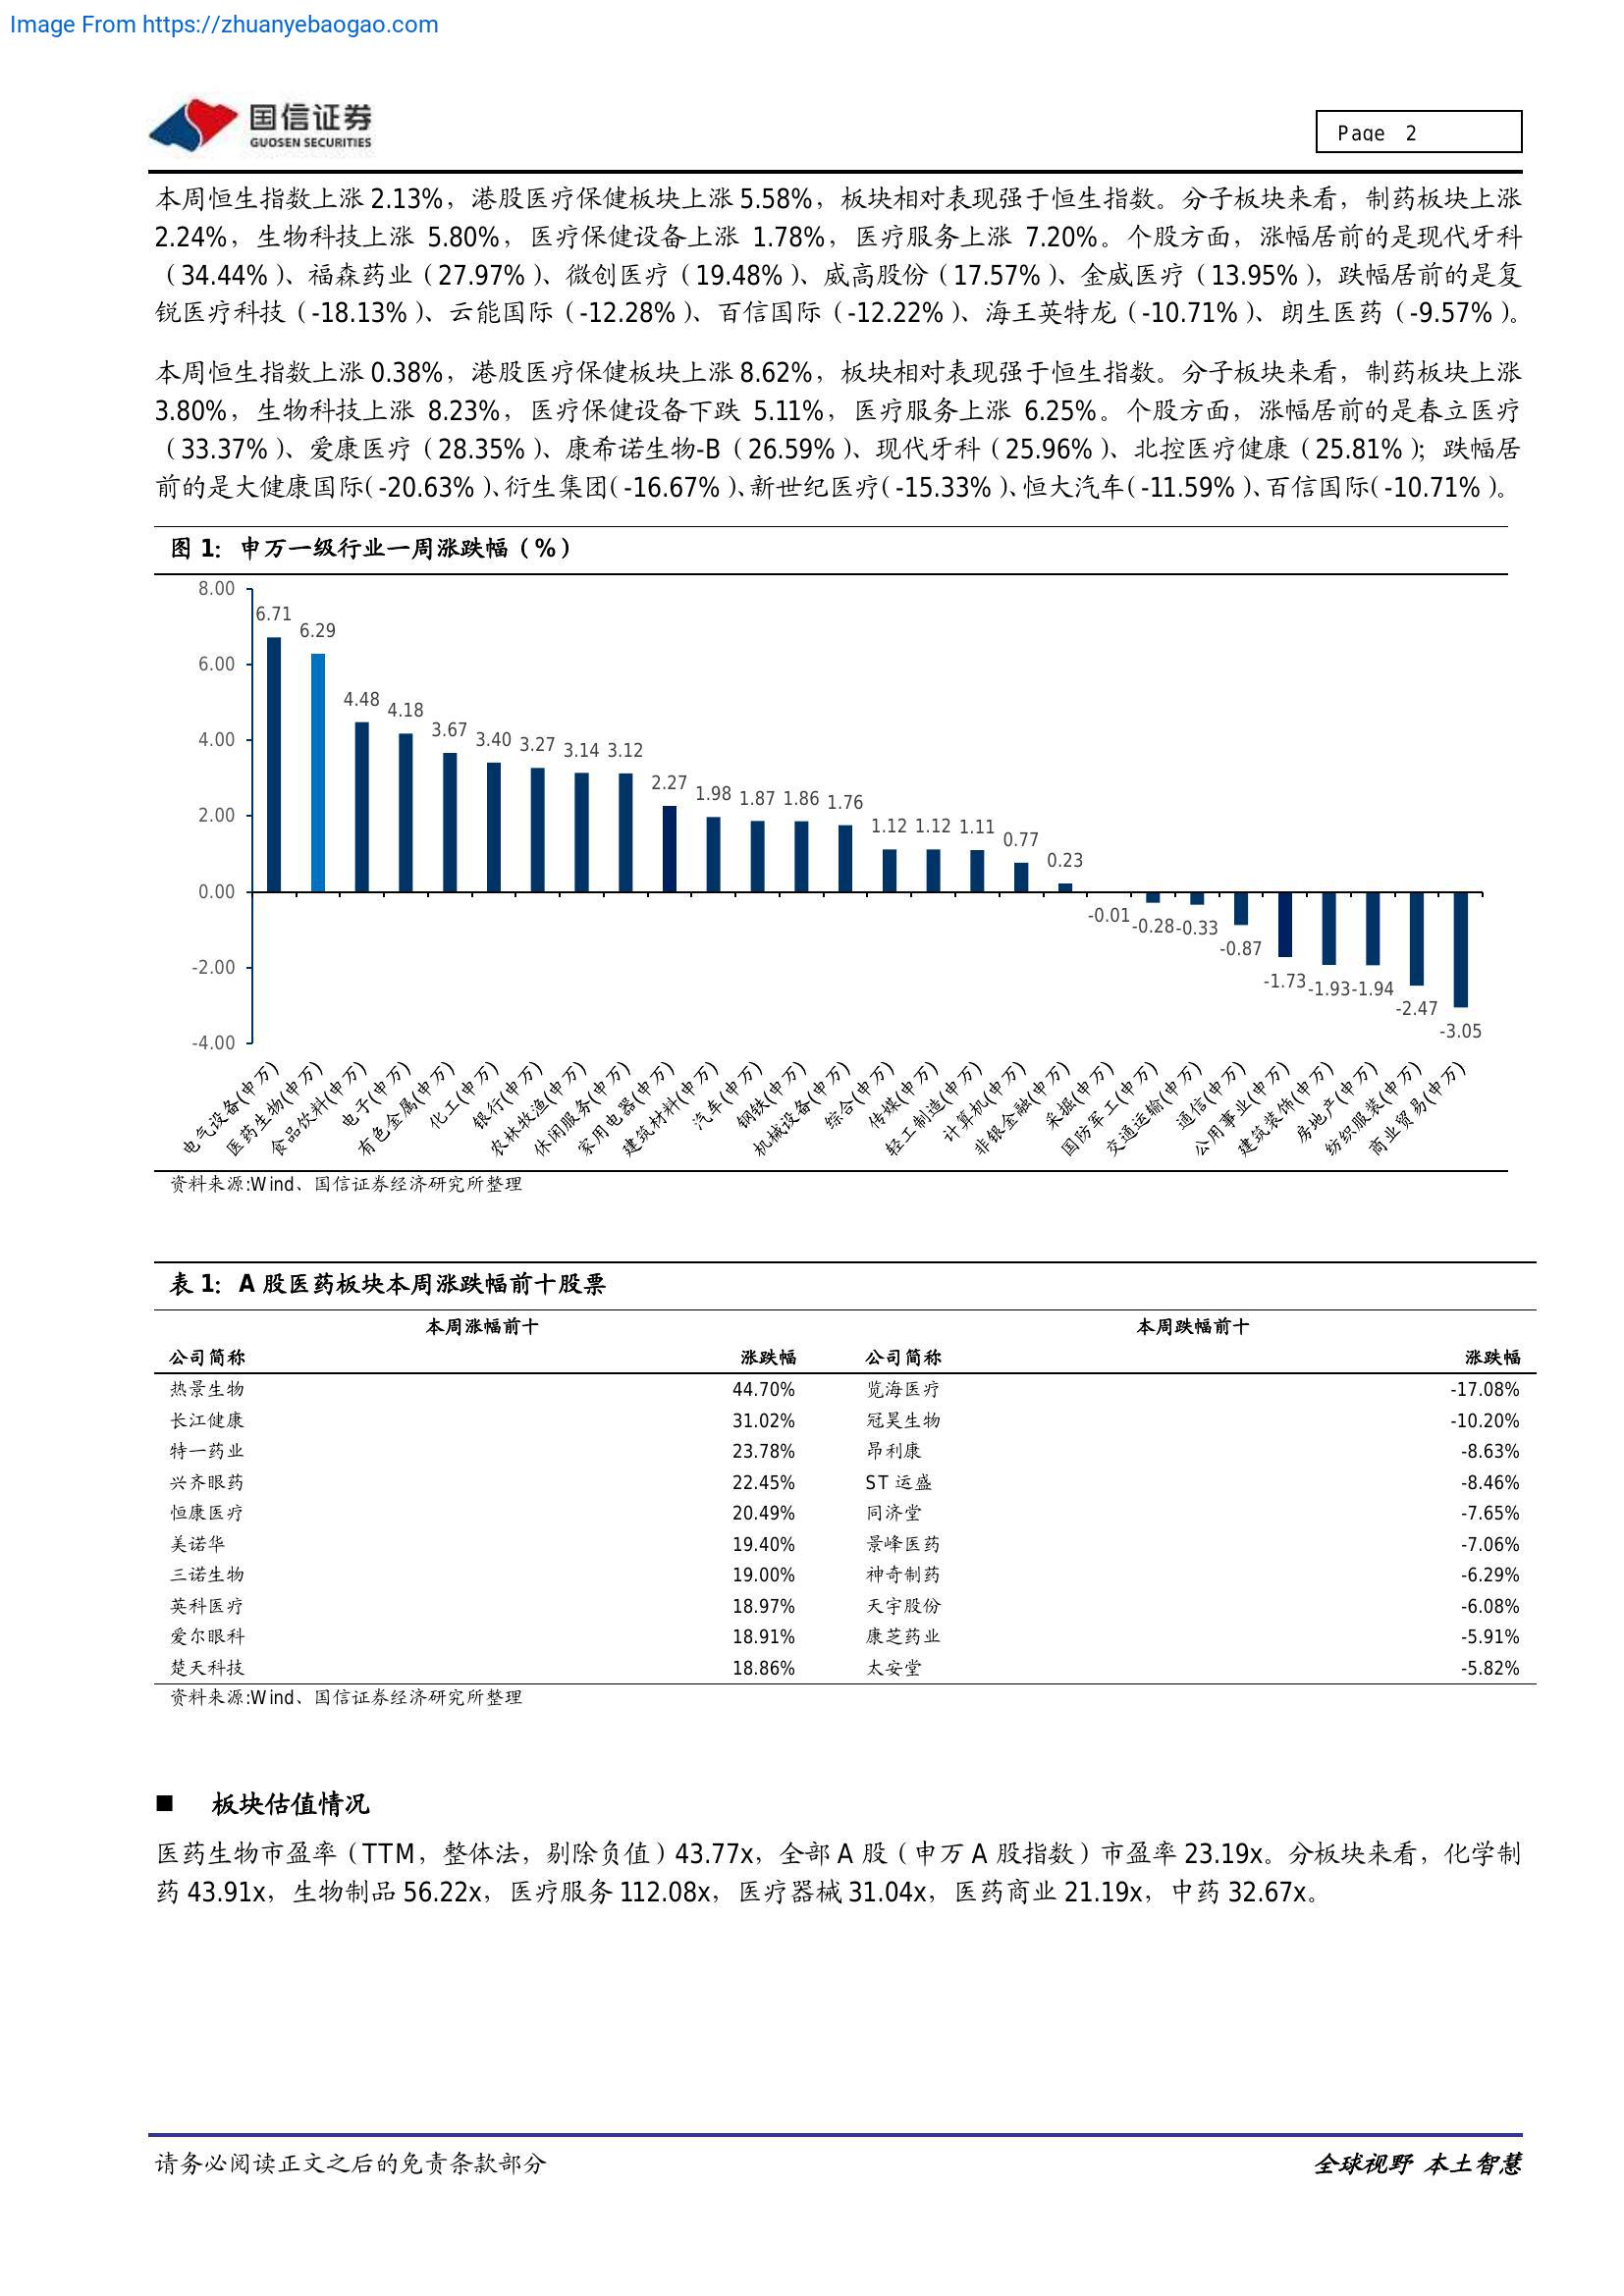 Image From https://zhuanyebaogao.com
国信证券
GUOSEN SECURITIES
Page 2
本周恒生指数上涨 2.13%，港股医疗保健板块上涨 5.58%，板块相对表现强于恒生指数。分子板块来看，制药板块上涨
2.24%，生物科技上涨 5.80%，医疗保健设备上涨 1.78%，医疗服务上涨 7.20%。个股方面，涨幅居前的是现代牙科
（34.44%）、福森药业（27.97%）、微创医疗（19.48%）、威高股份（17.57%）、金威医疗（13.95%），跌幅居前的是复
锐医疗科技（-18.13%）、云能国际（-12.28%）、百信国际（-12.22%）、海王英特龙（-10.71%）、朗生医药（-9.57%）。
本周恒生指数上涨 0.38%，港股医疗保健板块上涨 8.62%，板块相对表现强于恒生指数。分子板块来看，制药板块上涨
3.80%，生物科技上涨 8.23%，医疗保健设备下跌 5.11%，医疗服务上涨 6.25%。个股方面，涨幅居前的是春立医疗
（33.37%）、爱康医疗（28.35%）、康希诺生物-B（26.59%）、现代牙科（25.96%）、北控医疗健康（25.81%）；跌幅居
前的是大健康国际（-20.63%）、衍生集团（-16.67%）、新世纪医疗（-15.33%）、恒大汽车（-11.59%）、百信国际（-10.71%）。
图 1：申万一级行业一周涨跌幅（%）
8.00
6.00
4.00
2.00
0.00
-2.00
-4.00
6.71
6.29
4.48
4.18
3.67
3.40
3.27
3.14
3.12
2.27
1.98
1.87
1.86
1.76
1.12
1.12
1.11
0.77
0.23
-0.01
-0.28
-0.33
-0.87
-1.73
-1.93
-1.94
-2.47
-3.05
电气设备(申万)
医药生物(申万)
食品饮料(申万)
电子(申万)
有色金属(申万)
化工(申万)
银行(申万)
农林牧渔(申万)
休闲服务(申万)
家用电器(申万)
建筑材料(申万)
汽车(申万)
钢铁(申万)
机械设备(申万)
综合(申万)
传媒(申万)
轻工制造(申万)
计算机(申万)
非银金融(申万)
采掘(申万)
国防军工(申万)
交通运输(申万)
通信(申万)
公用事业(申万)
建筑装饰(申万)
房地产(申万)
纺织服装(申万)
商业贸易(申万)
资料来源:Wind、国信证券经济研究所整理
表 1：A 股医药板块本周涨跌幅前十股票
本周涨幅前十 本周跌幅前十
公司简称 涨跌幅 公司简称 涨跌幅
热景生物 44.70% 览海医疗 -17.08%
长江健康 31.02% 冠昊生物 -10.20%
特一药业 23.78% 昂利康 -8.63%
兴齐眼药 22.45% ST 运盛 -8.46%
恒康医疗 20.49% 同济堂 -7.65%
美诺华 19.40% 景峰医药 -7.06%
三诺生物 19.00% 神奇制药 -6.29%
英科医疗 18.97% 天宇股份 -6.08%
爱尔眼科 18.91% 康芝药业 -5.91%
楚天科技 18.86% 太安堂 -5.82%
资料来源:Wind、国信证券经济研究所整理
■ 板块估值情况
医药生物市盈率（TTM，整体法，剔除负值）43.77x，全部 A 股（申万 A 股指数）市盈率 23.19x。分板块来看，化学制
药 43.91x，生物制品 56.22x，医疗服务 112.08x，医疗器械 31.04x，医药商业 21.19x，中药 32.67x。
请务必阅读正文之后的免责条款部分
全球视野 本土智慧